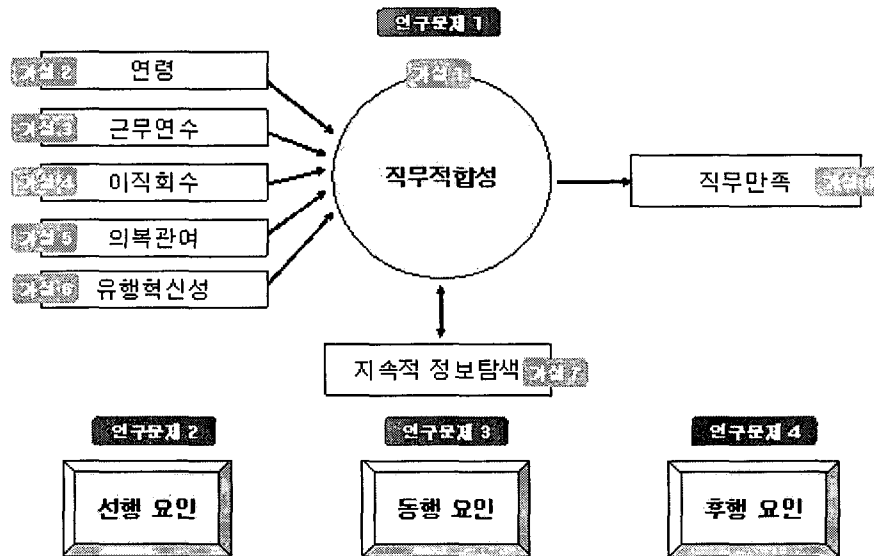 연구문제 1
가설 1
가설 2 연령
가설 3 근무연수
가설 4 이직회수
가설 5 의복관여
가설 6 유행혁신성
직무적합성
직무만족
지속적 정보탐색 가설 7
연구문제 2
연구문제 3
연구문제 4
선행 요인
동행 요인
후행 요인